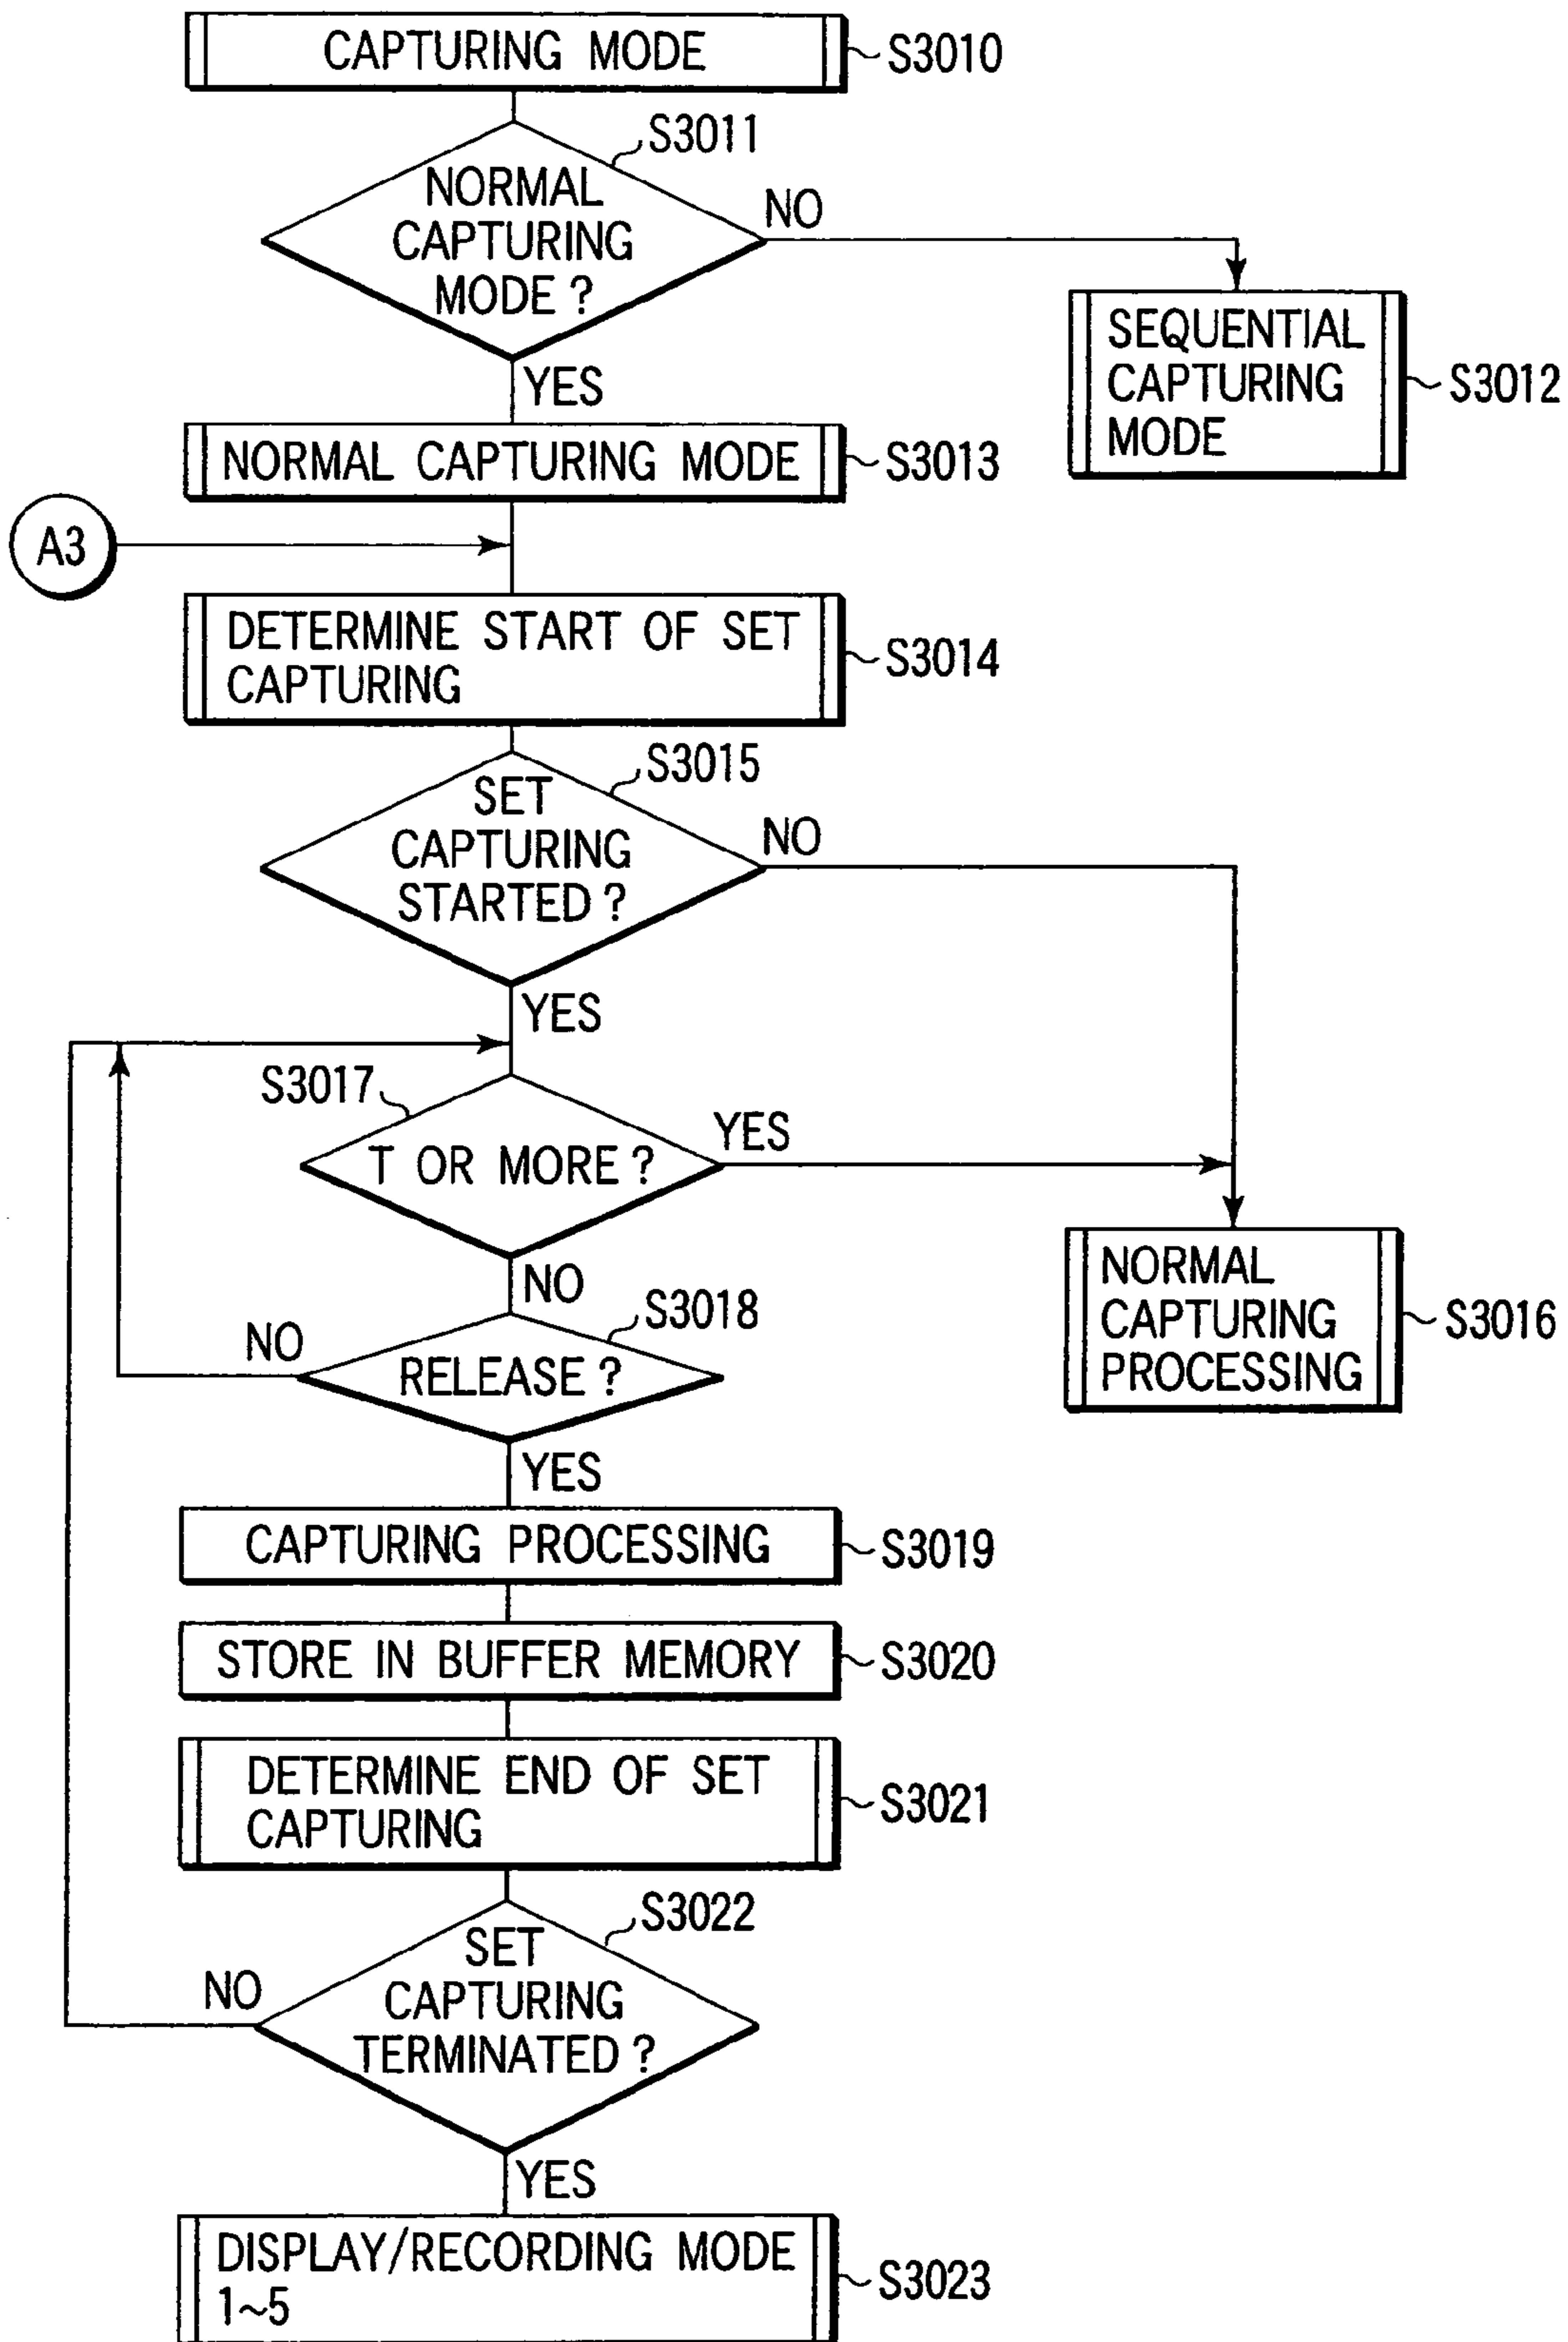 CAPTURING MODE
S3010
S3011
NORMAL
CAPTURING
MODE ?
NO
SEQUENTIAL
CAPTURING
MODE
S3012
YES
NORMAL CAPTURING MODE
S3013
A3
DETERMINE START OF SET
CAPTURING
S3014
S3015
SET
CAPTURING
STARTED ?
NO
YES
S3017
T OR MORE ?
YES
NORMAL
CAPTURING
PROCESSING
S3016
NO
S3018
RELEASE ?
NO
YES
CAPTURING PROCESSING
S3019
STORE IN BUFFER MEMORY
S3020
DETERMINE END OF SET
CAPTURING
S3021
S3022
SET
CAPTURING
TERMINATED ?
NO
YES
DISPLAY/RECORDING MODE
1~5
S3023